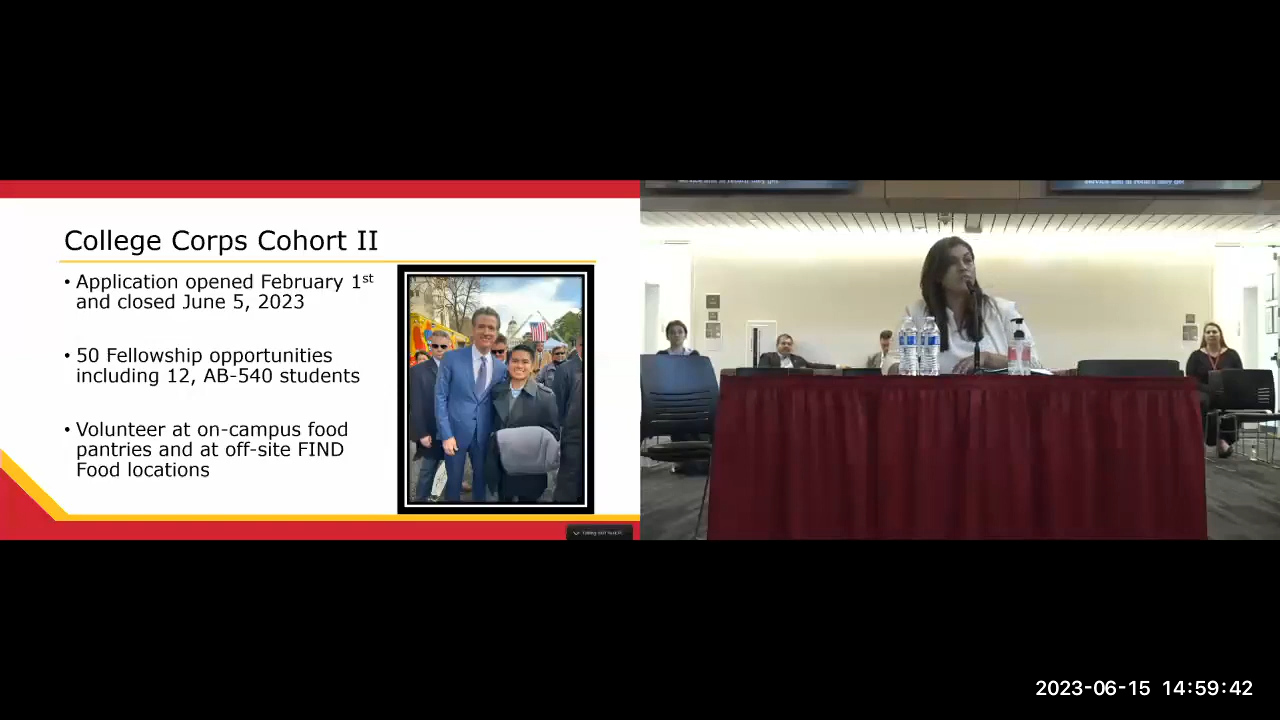 College Corps Cohort II
• Application opened February 1st
and closed June 5, 2023
• 50 Fellowship opportunities
including 12, AB-540 students
• Volunteer at on-campus food
pantries and at off-site FIND
Food locations
2023-06-15 14:59:42